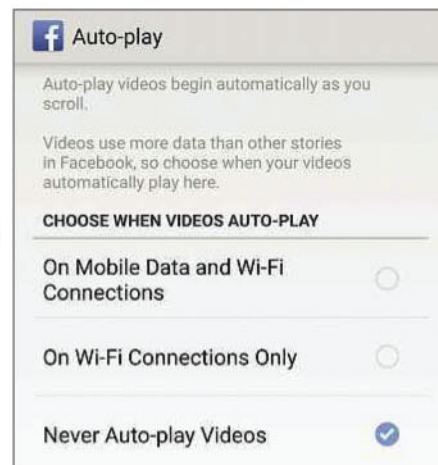 Auto-play
Auto-play videos begin automatically as you
scroll.
Videos use more data than other stories
in Facebook, so choose when your videos
automatically play here.
CHOOSE WHEN VIDEOS AUTO-PLAY
On Mobile Data and Wi-Fi
Connections
On Wi-Fi Connections Only
Never Auto-play Videos